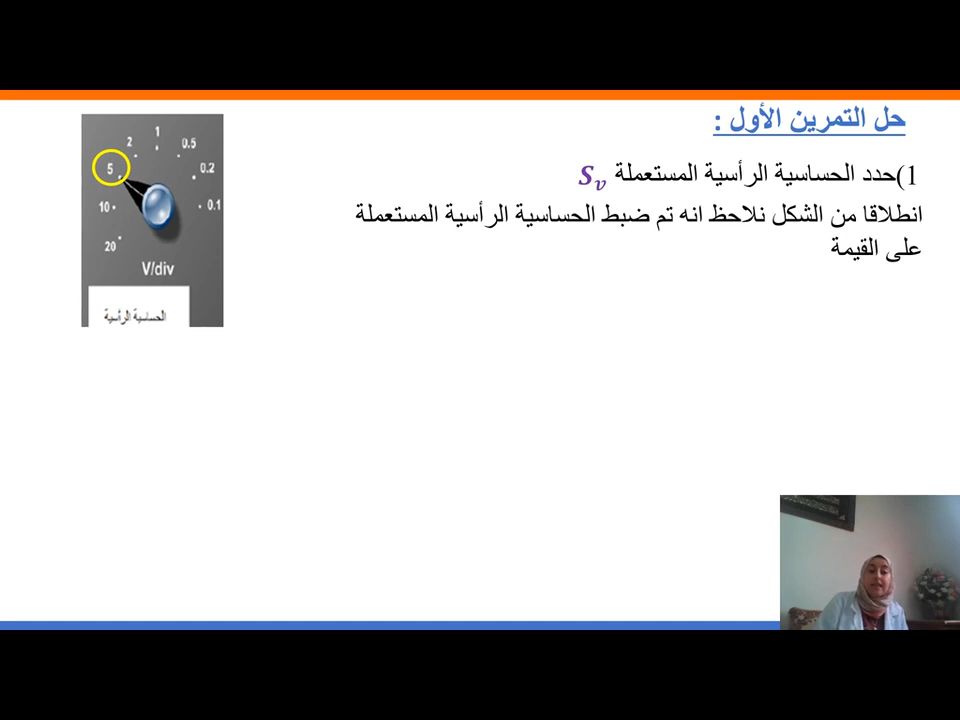 حل التمرين الأول :
1)حدد الحساسية الرأسية المستعملة Sv
انطلاقا من الشكل نلاحظ انه تم ضبط الحساسية الرأسية المستعملة
على القيمة
1
2
0.5
5
0.2
10
0.1
20
V/div
الحساسية الرأسية